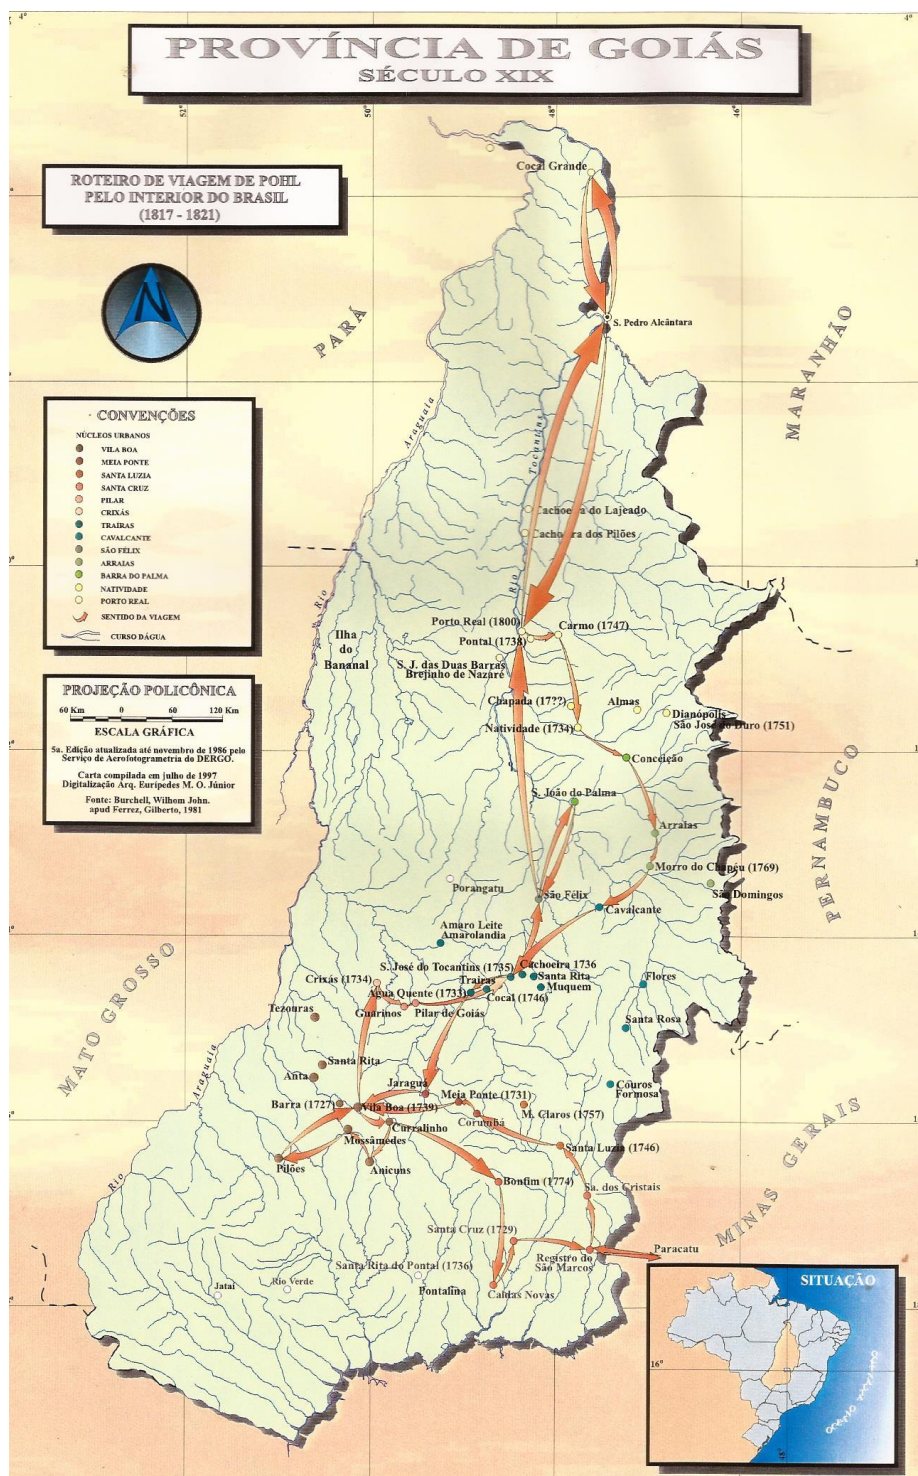 4°
4°
PROVÍNCIA DE GOIÁS
SÉCULO XIX
52°
50°
48°
46°
ROTEIRO DE VIAGEM DE POHL
PELO INTERIOR DO BRASIL
(1817 - 1821)
N
Cocal Grande
S. Pedro Alcântara
PARÁ
MARANHÃO
CONVENÇÕES
NÚCLEOS URBANOS
VILA BOA
MEIA PONTE
SANTA LUZIA
SANTA CRUZ
PILAR
CRIXÁS
TRAÍRAS
CAVALCANTE
SÃO FÉLIX
ARRAIAS
BARRA DO PALMA
NATIVIDADE
PORTO REAL
SENTIDO DA VIAGEM
CURSO DÁGUA
Araguaia
Rio
Tocantins
Rio
Cachoeira do Lajeado
Cachoeira dos Pilões
Porto Real (1800)
Carmo (1747)
Pontal (1738)
Ilha
do
Bananal
S. J. das Duas Barras
Brejinho de Nazaré
Chapada (17??)
Almas
Dianópolis
São José do Duro (1751)
Natividade (1734)
PROJEÇÃO POLICÔNICA
60 Km 0 60 120 Km
ESCALA GRÁFICA
5a. Edição atualizada até novembro de 1986 pelo
Serviço de Aerofotogrametria do DERGO.
Carta compilada em julho de 1997
Digitalização Arq. Eurípedes M. O. Júnior
Fonte: Burchell, Wilhom John.
apud Ferrez, Gilberto, 1981
Conceição
S. João do Palma
PERNAMBUCO
Arraias
Morro do Chapéu (1769)
Porangatu
São Félix
São Domingos
Cavalcante
Amaro Leite
Amarolandia
MATO GROSSO
S. José do Tocantins (1735)
Cachoeira 1736
Crixás (1734)
Traíras
Santa Rita
Flores
Água Quente (1733)
Cocal (1746)
Muquem
Guarinos
Pilar de Goiás
Tezouras
Santa Rosa
Santa Rita
Anta
Araguaia
Rio
Jaraguá
Couros
Formosa
Barra (1727)
Vila Boa (1739)
Meia Ponte (1731)
M. Claros (1757)
Corumbá
Mossâmedes
Curralinho
Santa Luzia (1746)
MINAS GERAIS
Pilões
Anicuns
Bonfim (1774)
Sa. dos Cristais
Santa Cruz (1729)
Paracatu
Registro do
São Marcos
Santa Rita do Pontal (1736)
Jataí
Rio Verde
Pontalina
Caldas Novas
SITUAÇÃO
16°
48°